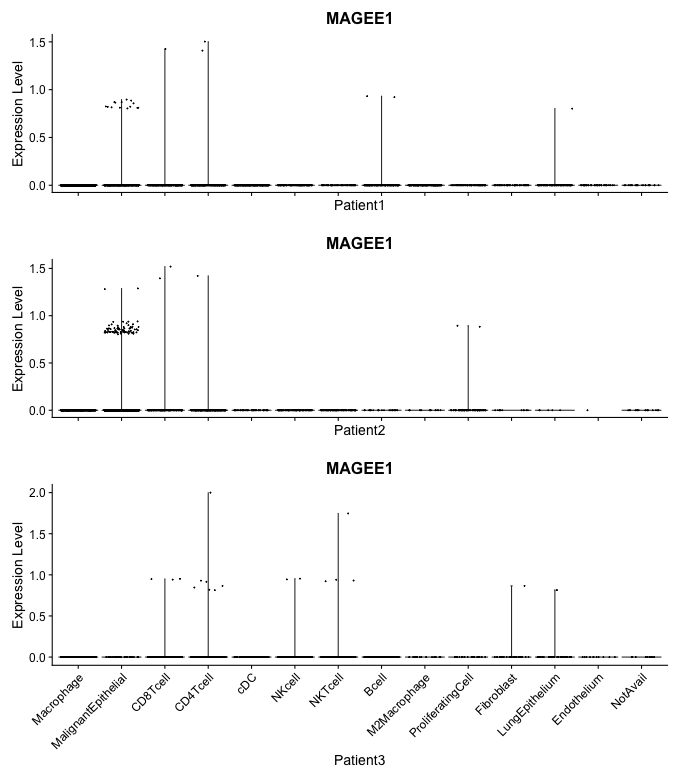 MAGEE1
Expression Level
1.5
1.0
0.5
0.0
Patient1
MAGEE1
Expression Level
1.5
1.0
0.5
0.0
Patient2
MAGEE1
Expression Level
2.0
1.5
1.0
0.5
0.0
Macrophage
MalignantEpithelial
CD8Tcell
CD4Tcell
cDC
NKcell
NKTcell
Bcell
M2Macrophage
ProliferatingCell
Fibroblast
LungEpithelium
Endothelium
NotAvail
Patient3